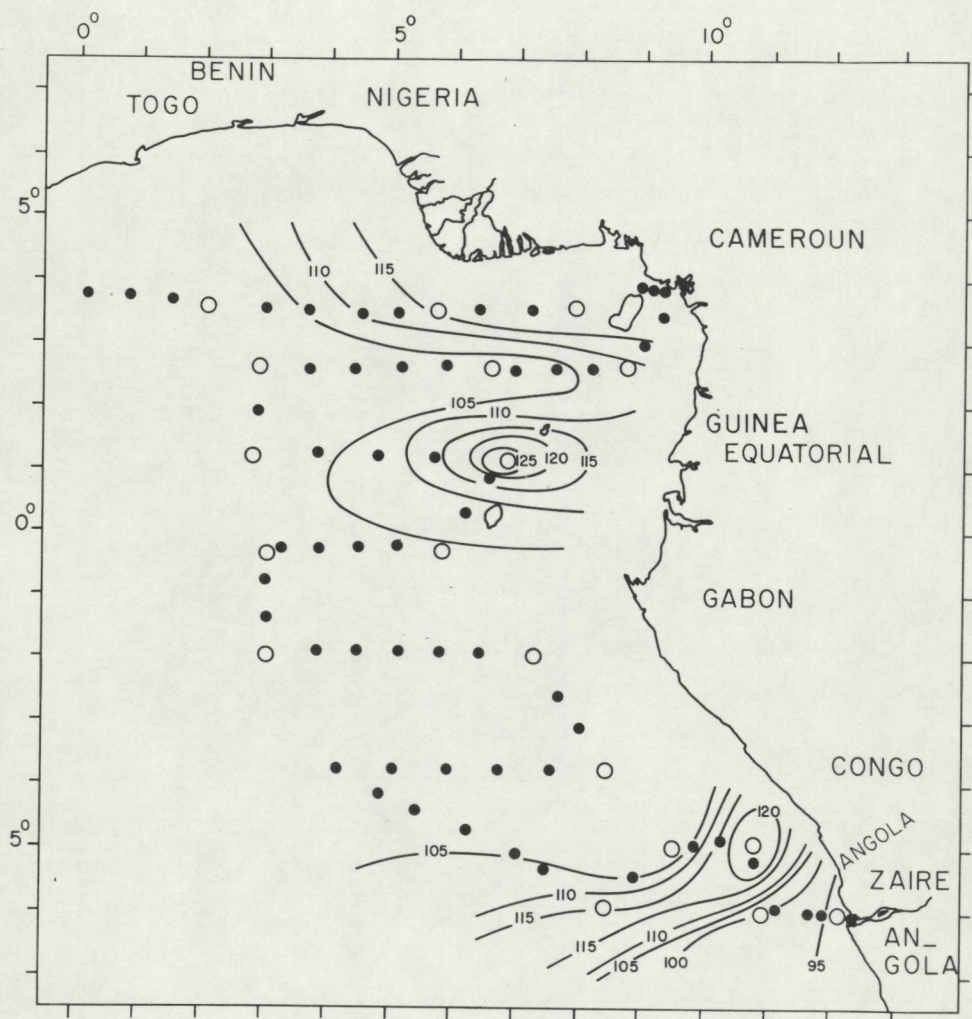 0° 5° 10°
BENIN
TOGO NIGERIA
5°
CAMEROUN
110 115
105
110
GUINEA
EQUATORIAL
125 120 115
0°
GABON
CONGO
120
ANGOLA
5°
105
ZAIRE
110
115
115 110
AN_
GOLA
105 100 95